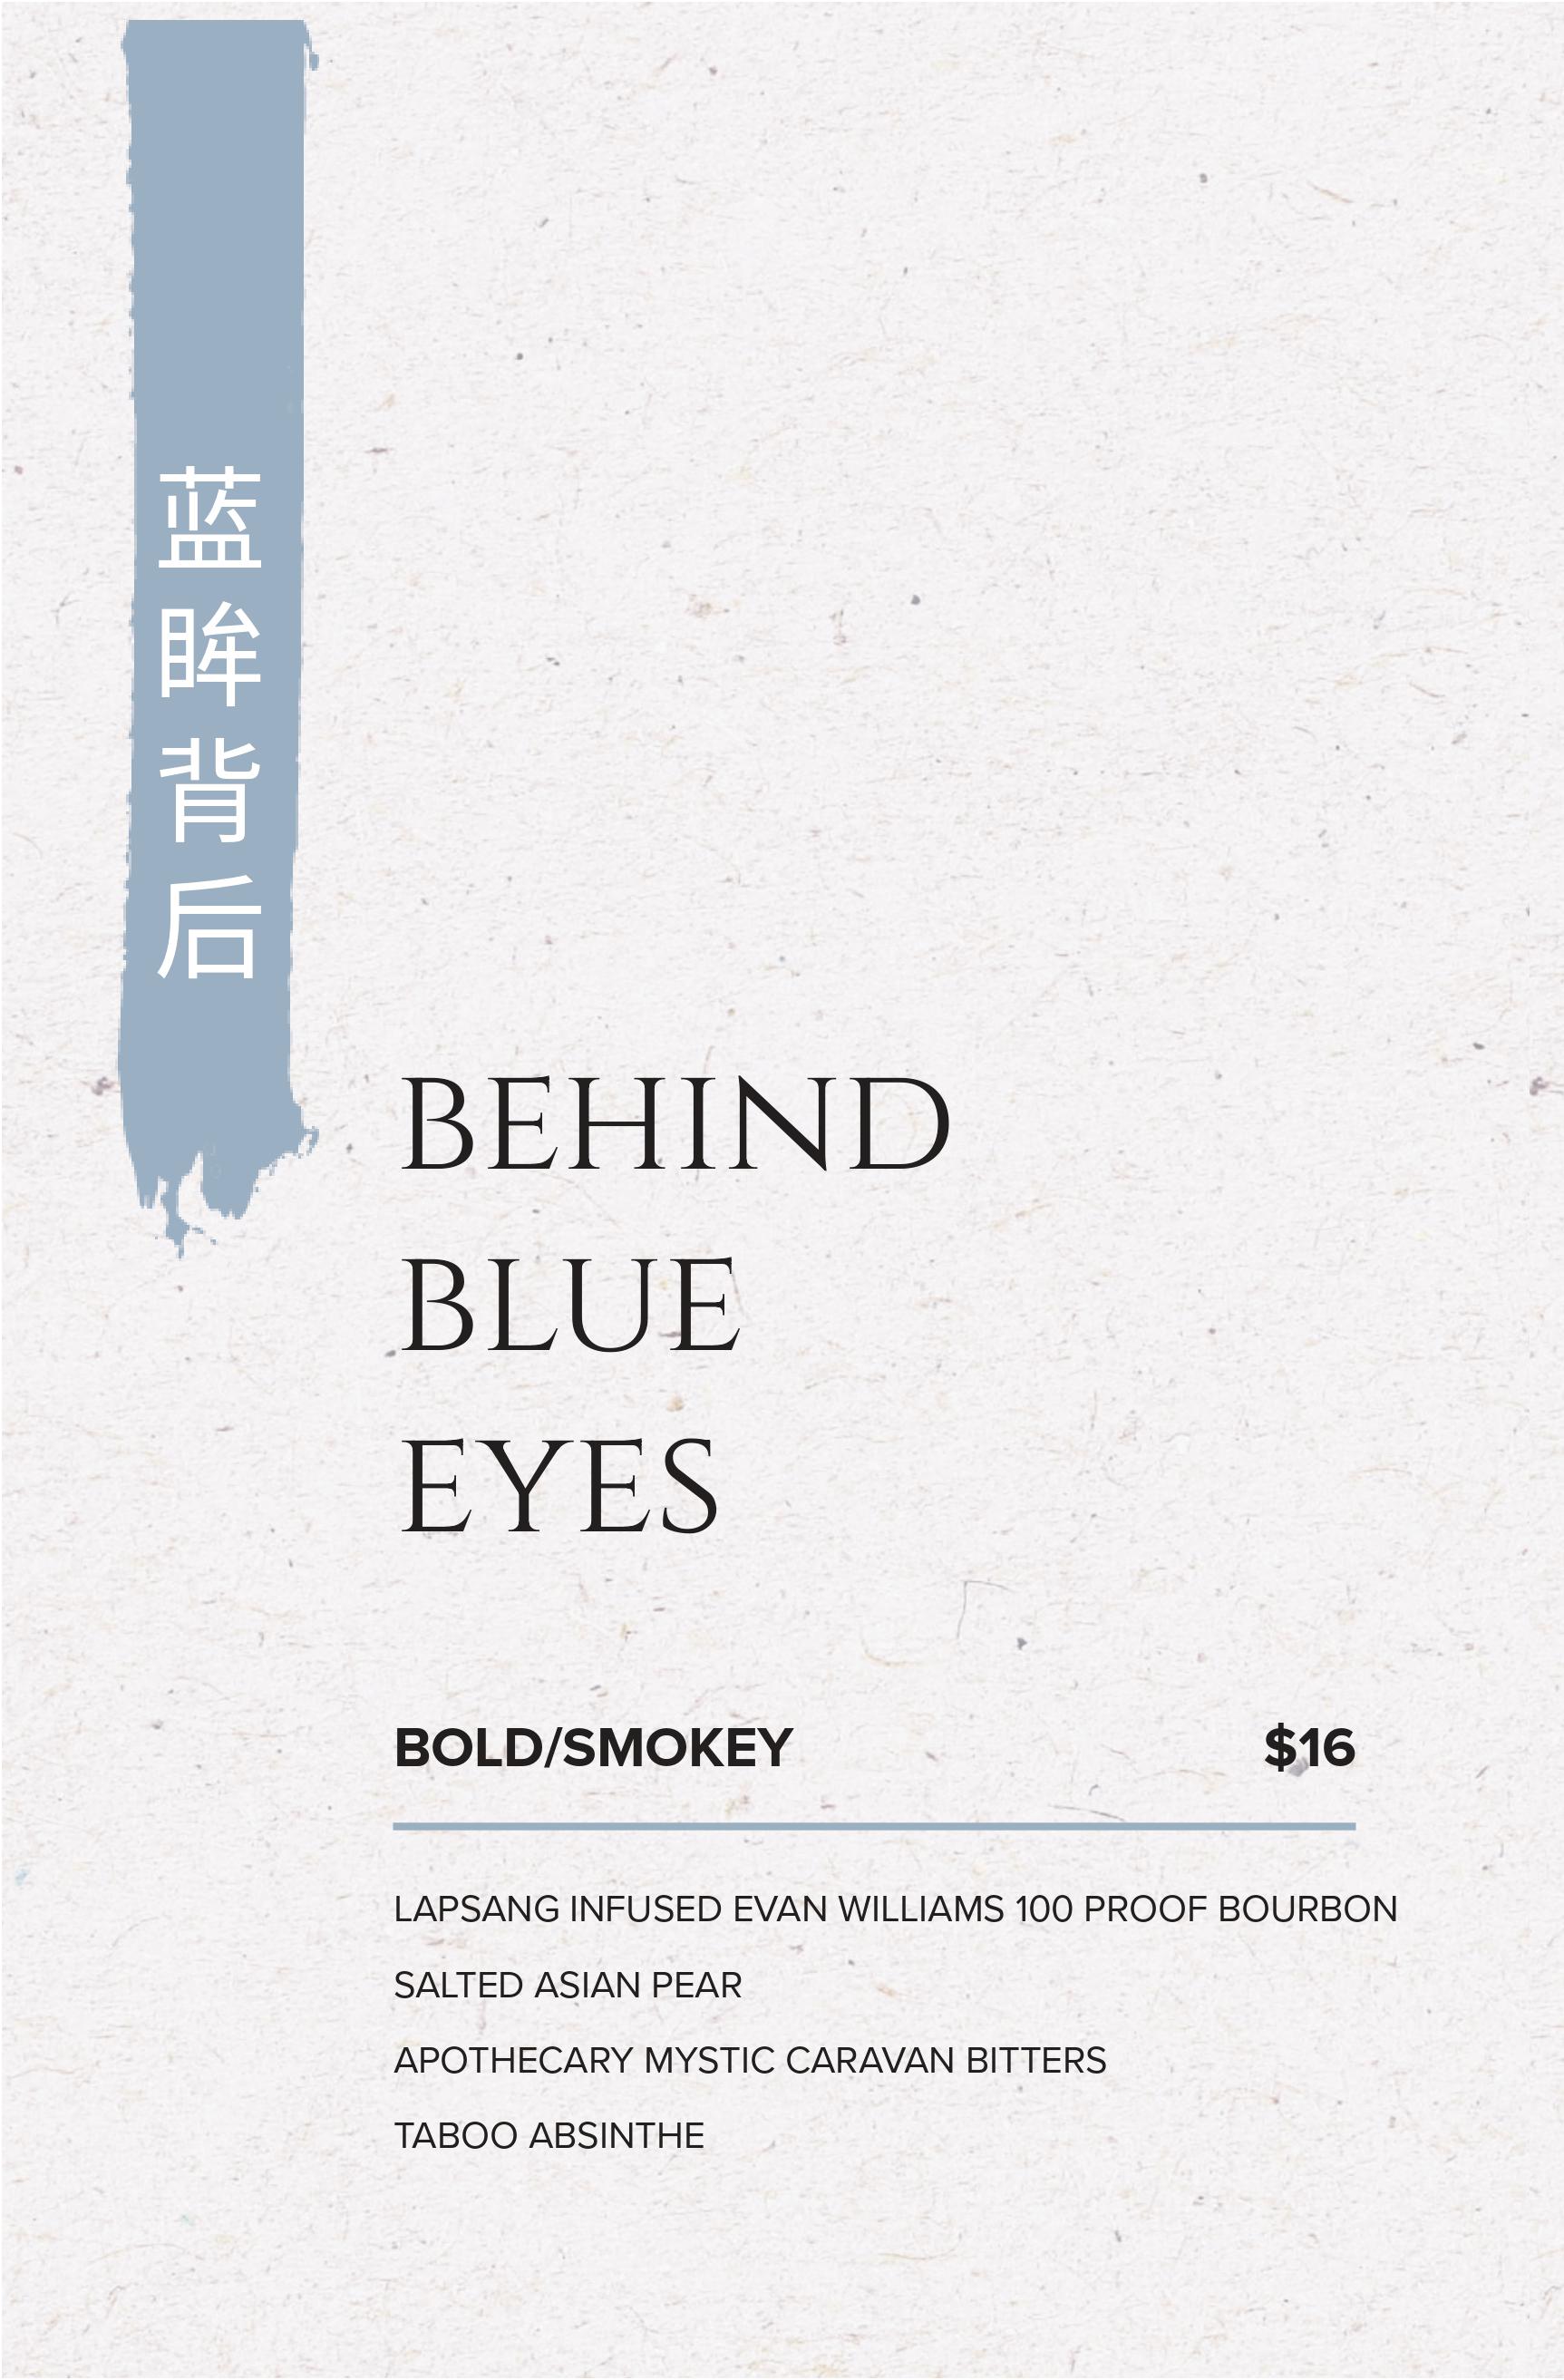 蓝眸背后
BEHIND
BLUE
EYES
BOLD/SMOKEY $16
LAPSANG INFUSED EVAN WILLIAMS 100 PROOF BOURBON
SALTED ASIAN PEAR
APOTHECARY MYSTIC CARAVAN BITTERS
TABOO ABSINTHE